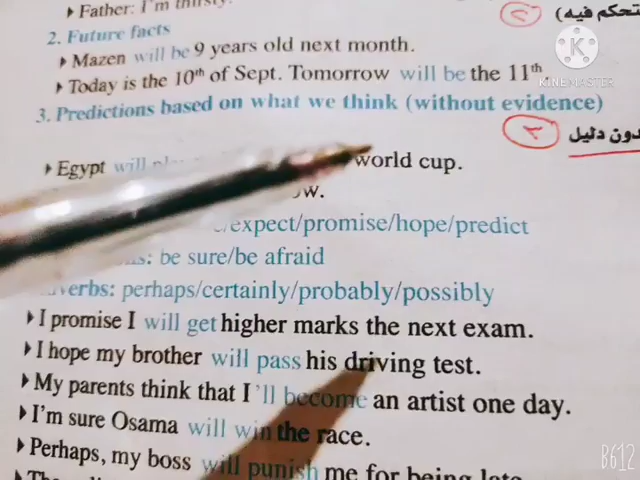 Father: I'm thirsty.
تحكم فيه)
2. Future facts
Mazen will be 9 years old next month.
Today is the 10th of Sept. Tomorrow will be the 11th
KINEMASTER
3. Predictions based on what we think (without evidence)
دون دليل
Egypt will world cup.
expect/promise/hope/predict
be sure/be afraid
verbs: perhaps/certainly/probably/possibly
I promise I will get higher marks the next exam.
I hope my brother will pass his driving test.
My parents think that I'll become an artist one day.
I'm sure Osama will win the race.
Perhaps, my boss will punish me for being late
B612